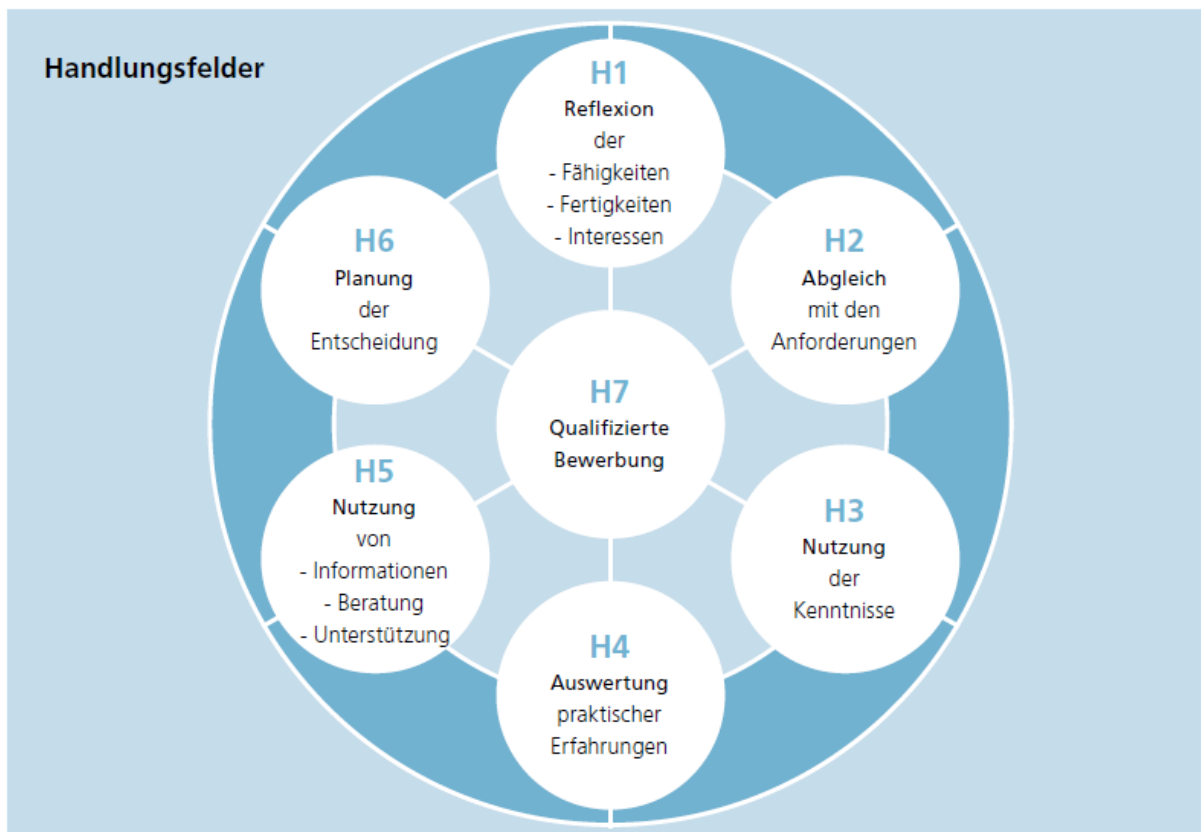 Handlungsfelder
H1
Reflexion
der
- Fähigkeiten
- Fertigkeiten
- Interessen
H2
Abgleich
mit den
Anforderungen
H3
Nutzung
der
Kenntnisse
H4
Auswertung
praktischer
Erfahrungen
H5
Nutzung
von
- Informationen
- Beratung
- Unterstützung
H6
Planung
der
Entscheidung
H7
Qualifizierte
Bewerbung